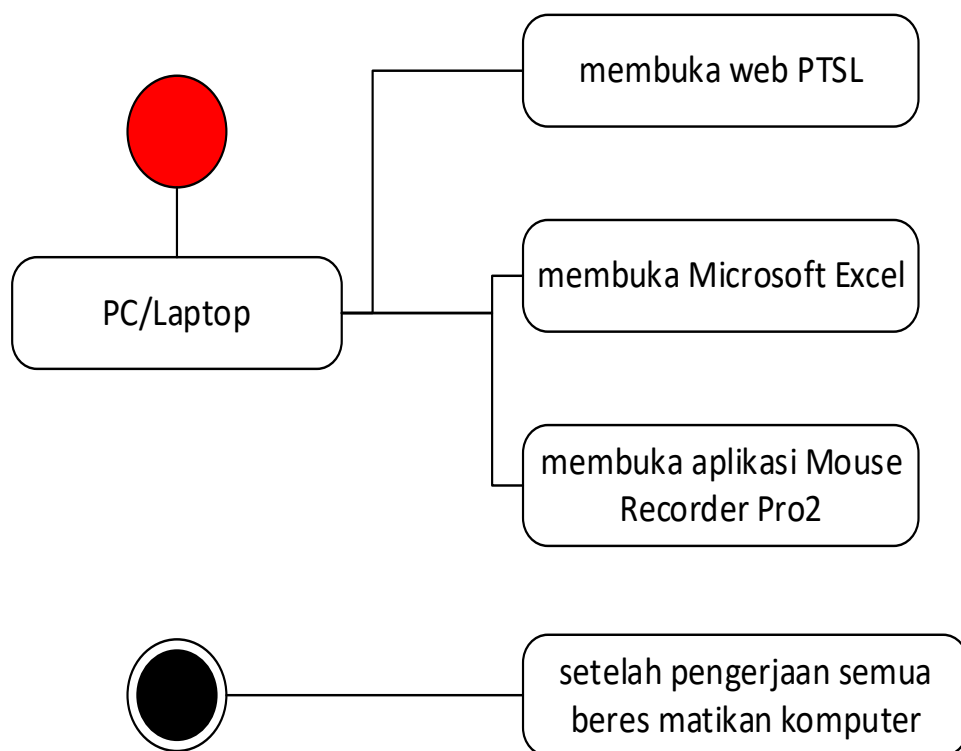 membuka web PTSL
PC/Laptop
membuka Microsoft Excel
membuka aplikasi Mouse
Recorder Pro2
setelah pengerjaan semua
beres matikan komputer